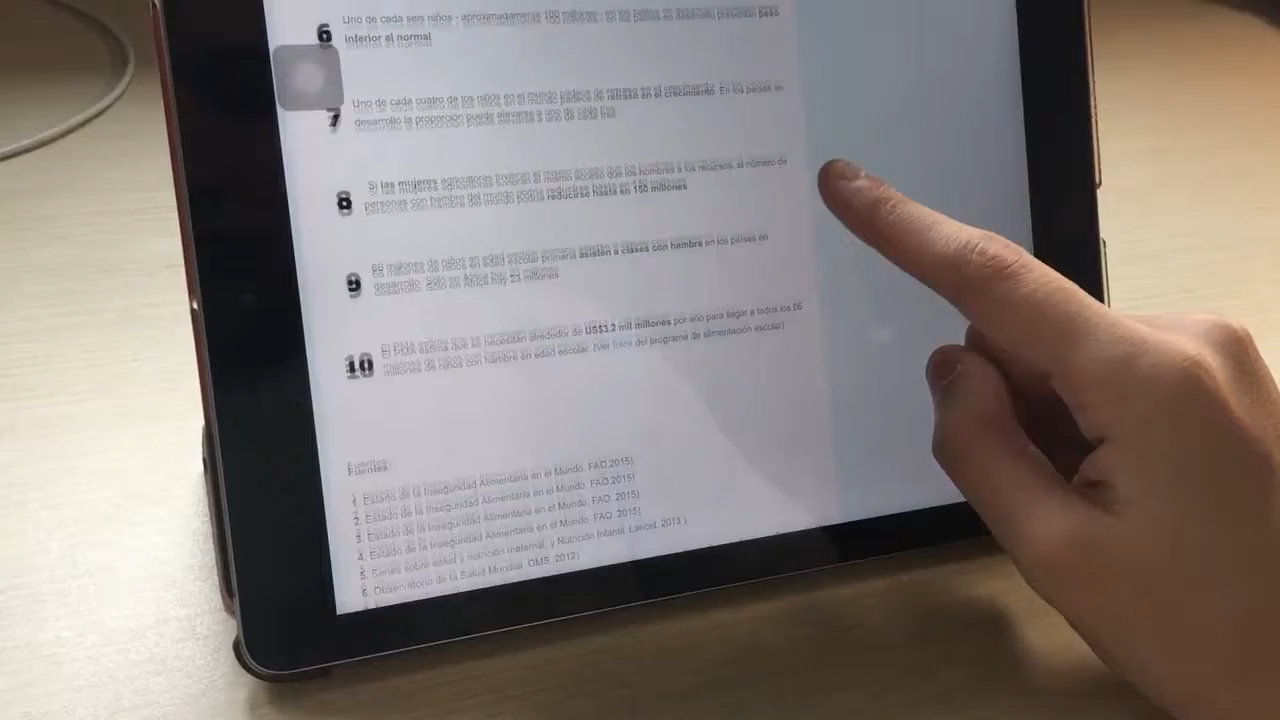 6
Uno de cada seis niños - aproximadamente 100 millones - en los países en desarrollo presentan peso
inferior al normal
7
Uno de cada cuatro de los niños en el mundo padece de retraso en el crecimiento. En los países en
desarrollo la proporción puede elevarse a uno de cada tres
8
Si las mujeres agricultoras tuvieran el mismo acceso que los hombres a los recursos, el número de
personas con hambre del mundo podría reducirse hasta en 150 millones
9
66 millones de niños en edad escolar primaria asisten a clases con hambre en los países en
desarrollo. Sólo en África hay 23 millones
10
El PMA estima que se necesitan alrededor de US$3.2 mil millones por año para llegar a todos los 66
millones de niños con hambre en edad escolar. (Ver fotos del programa de alimentación escolar)
Fuentes:
1. Estado de la Inseguridad Alimentaria en el Mundo. FAO,2015)
2. Estado de la Inseguridad Alimentaria en el Mundo. FAO,2015)
3. Estado de la Inseguridad Alimentaria en el Mundo. FAO, 2015)
4. Estado de la Inseguridad Alimentaria en el Mundo. FAO, 2015)
5. Series sobre salud y nutrición maternal, y Nutrición Infantil. Lancet, 2013 )
6. Observatorio de la Salud Mundial. OMS, 2012)